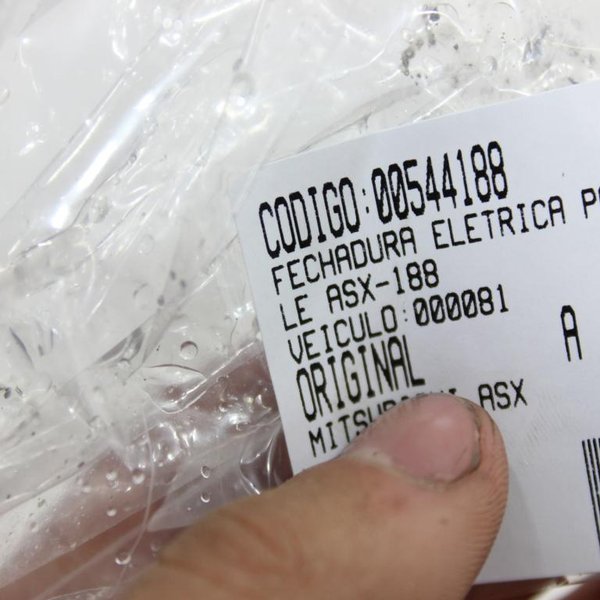 CODIGO:00544188
FECHADURA ELETRICA
LE ASX-188
VEICULO:000081
ORIGINAL
A
ASX